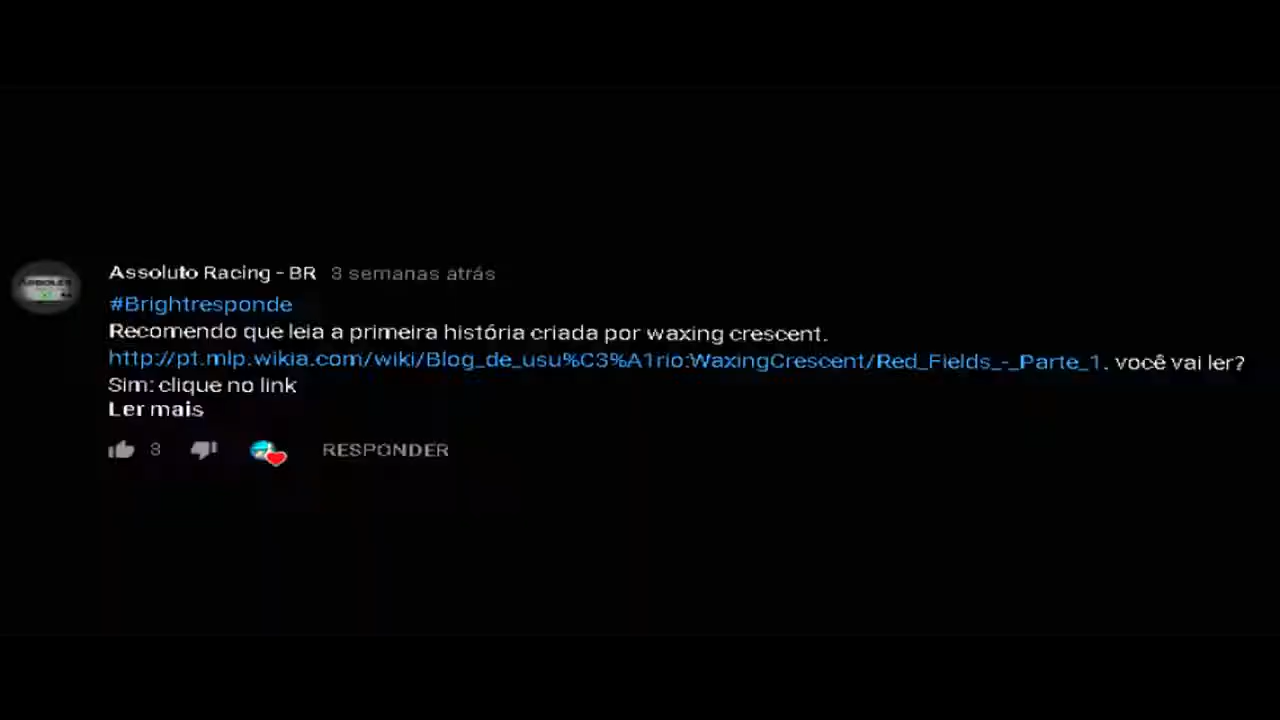 Assoluto Racing - BR 3 semanas atrás
#Brightresponde
Recomendo que leia a primeira história criada por waxing crescent.
http://pt.mlp.wikia.com/wiki/Blog_de_usu%C3%A1rio:WaxingCrescent/Red_Fields_-_Parte_1. você vai ler?
Sim: clique no link
Ler mais
3 RESPONDER